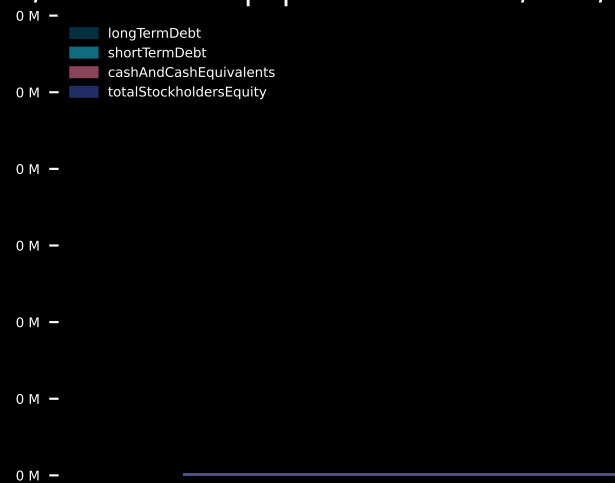 0 M
longTermDebt
shortTermDebt
cashAndCashEquivalents
0 M
totalStockholdersEquity
0 M
0 M
0 M
0 M
0 M